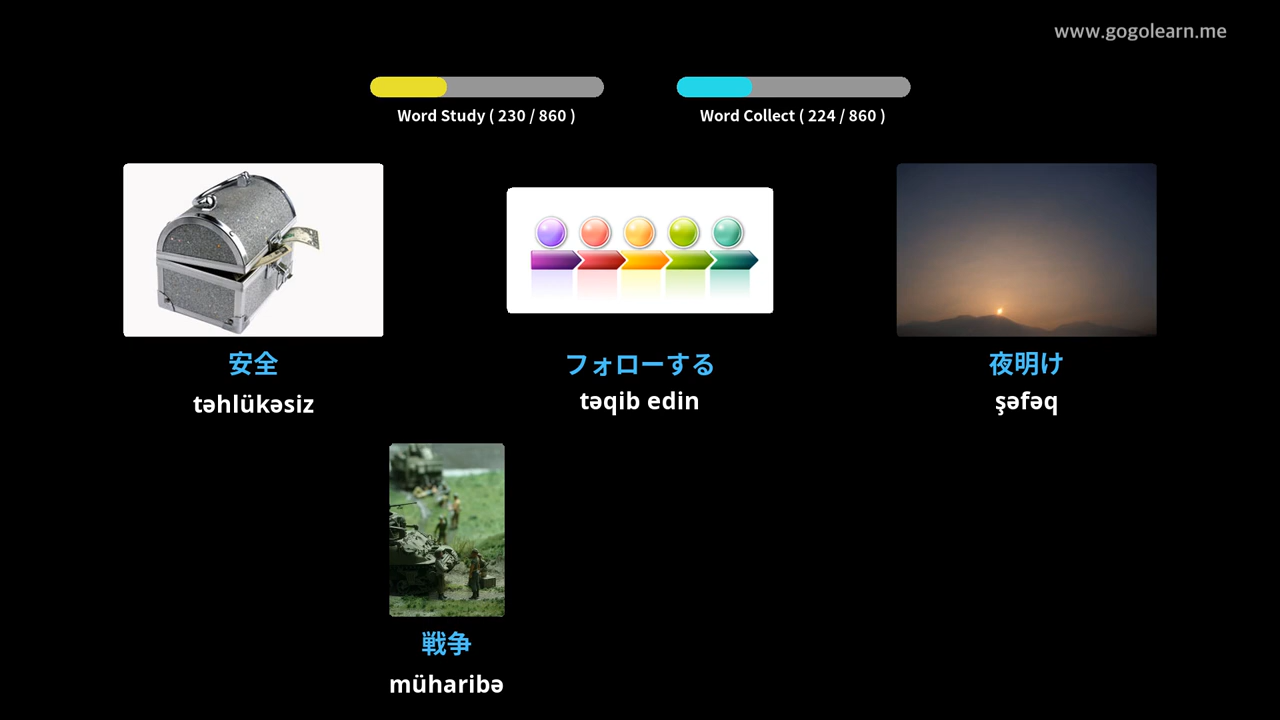 www.gogolearn.me
Word Study ( 230 / 860 )
Word Collect ( 224 / 860 )
安全
təhlükəsiz
フォローする
təqib edin
夜明け
şəfəq
戦争
müharibə